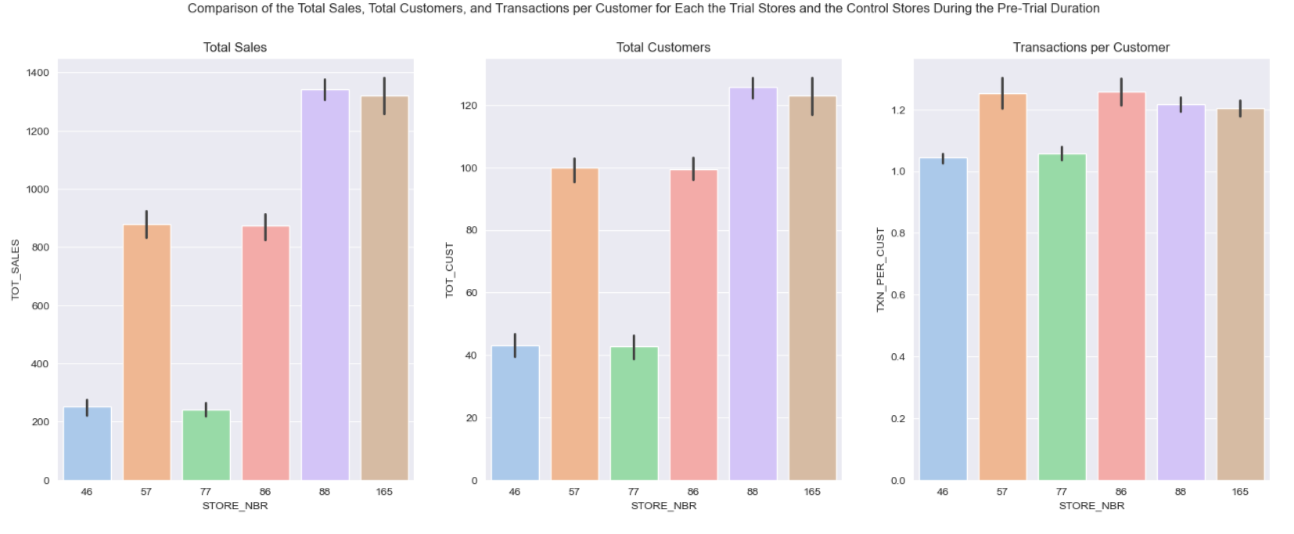 Comparison of the Total Sales, Total Customers, and Transactions per Customer for Each the Trial Stores and the Control Stores During the Pre-Trial Duration
Total Sales
TOT_SALES
1400
1200
1000
800
600
400
200
0
46 57 77 86 88 165
STORE_NBR
Total Customers
TOT_CUST
120
100
80
60
40
20
0
46 57 77 86 88 165
STORE_NBR
Transactions per Customer
TXN_PER_CUST
1.2
1.0
0.8
0.6
0.4
0.2
0.0
46 57 77 86 88 165
STORE_NBR